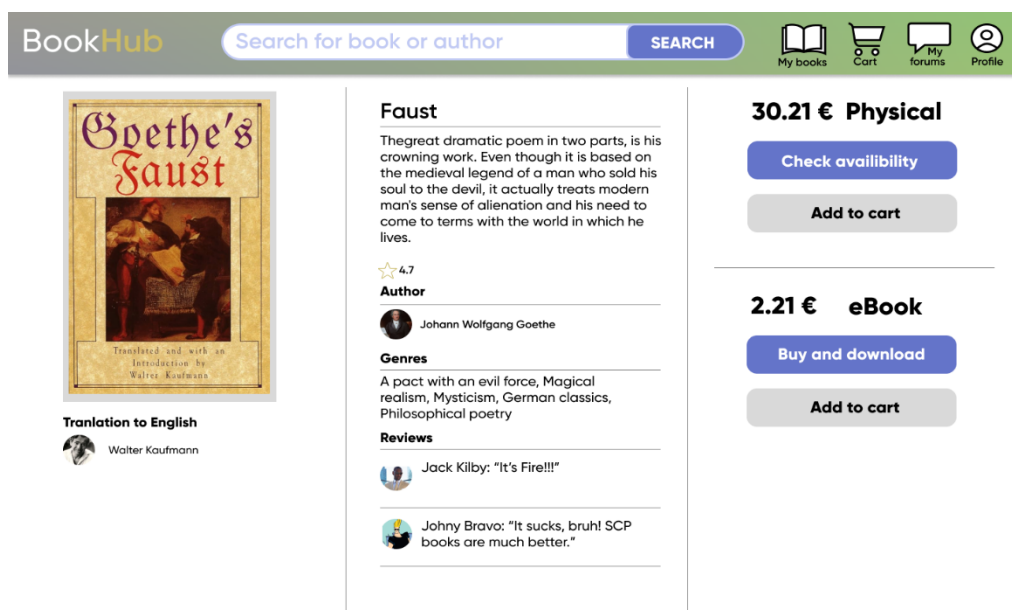 BookHub
Search for book or author
SEARCH
My books
Cart
My
forums
Profile
Goethe's
Faust
Translated and with an
Introduction by
Walter Kaufmann
Tranlation to English
Walter Kaufmann
Faust
Thegreat dramatic poem in two parts, is his
crowning work. Even though it is based on
the medieval legend of a man who sold his
soul to the devil, it actually treats modern
man's sense of alienation and his need to
come to terms with the world in which he
lives.
4.7
Author
Johann Wolfgang Goethe
Genres
A pact with an evil force, Magical
realism, Mysticism, German classics,
Philosophical poetry
Reviews
Jack Kilby: “It’s Fire!!!”
Johny Bravo: “It sucks, bruh! SCP
books are much better.”
30.21 € Physical
Check availibility
Add to cart
2.21 € eBook
Buy and download
Add to cart